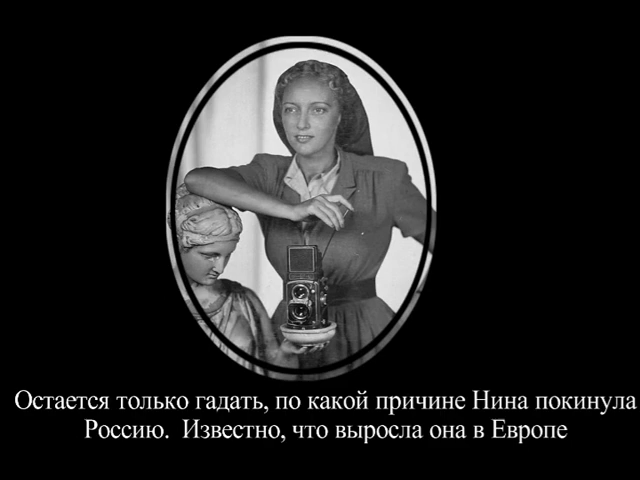 Остается только гадать, по какой причине Нина покинула
Россию.  Известно, что выросла она в Европе